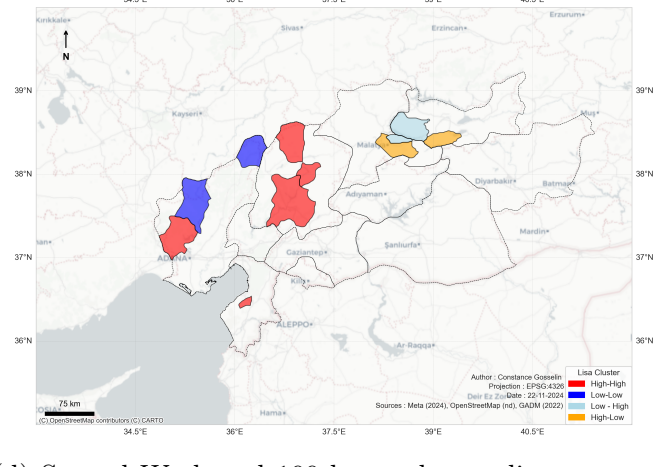 Kırıkkale•
Sivas•
Erzincan•
Erzurum•
N
39°N
39°N
Kayseri•
Muş•
Malatya
38°N
38°N
Adıyaman•
Diyarbakır•
Batman•
Mardin•
Şanlıurfa•
Gaziantep•
37°N
ADANA•
37°N
Kilis
ALEPPO•
36°N
36°N
Ar-Raqqa•
Author : Constance Gosselin
Projection : EPSG:4326
Date : 22-11-2024
Sources : Meta (2024), OpenStreetMap (nd), GADM (2022)
Lisa Cluster
High-High
Low-Low
Low - High
High-Low
75 km
Hama•
(C) OpenStreetMap contributors (C) CARTO
34.5°E
36°E
37.5°E
39°E
40.5°E